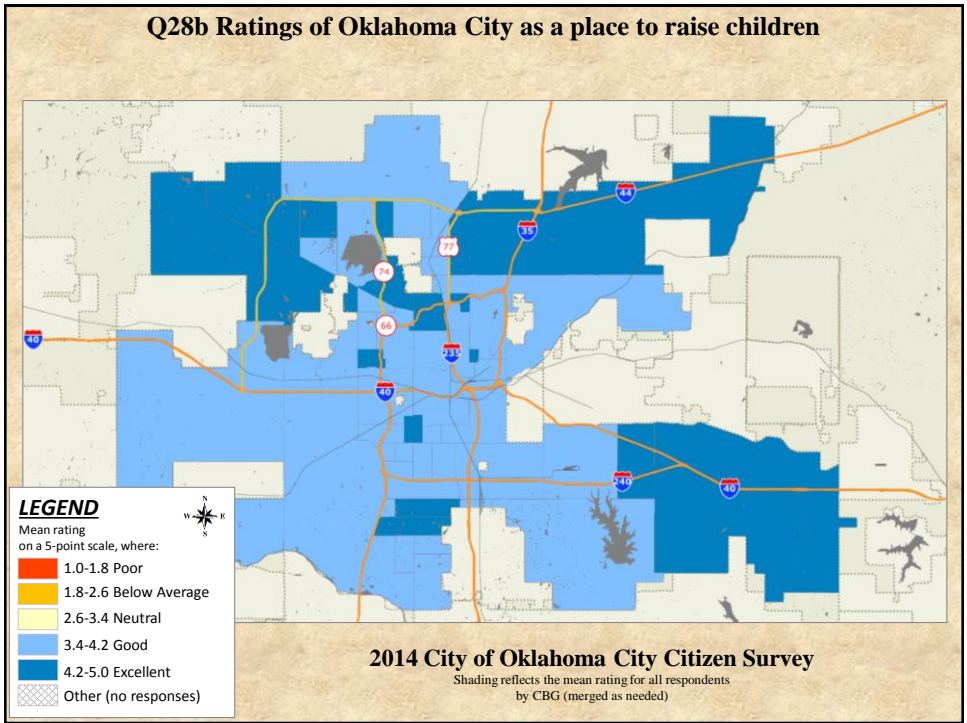 Q28b Ratings of Oklahoma City as a place to raise children
44
35
77
74
66
40
235
40
240
40
LEGEND
N
W E
S
Mean rating
on a 5-point scale, where:
1.0-1.8 Poor
1.8-2.6 Below Average
2.6-3.4 Neutral
3.4-4.2 Good
4.2-5.0 Excellent
Other (no responses)
2014 City of Oklahoma City Citizen Survey
Shading reflects the mean rating for all respondents
by CBG (merged as needed)